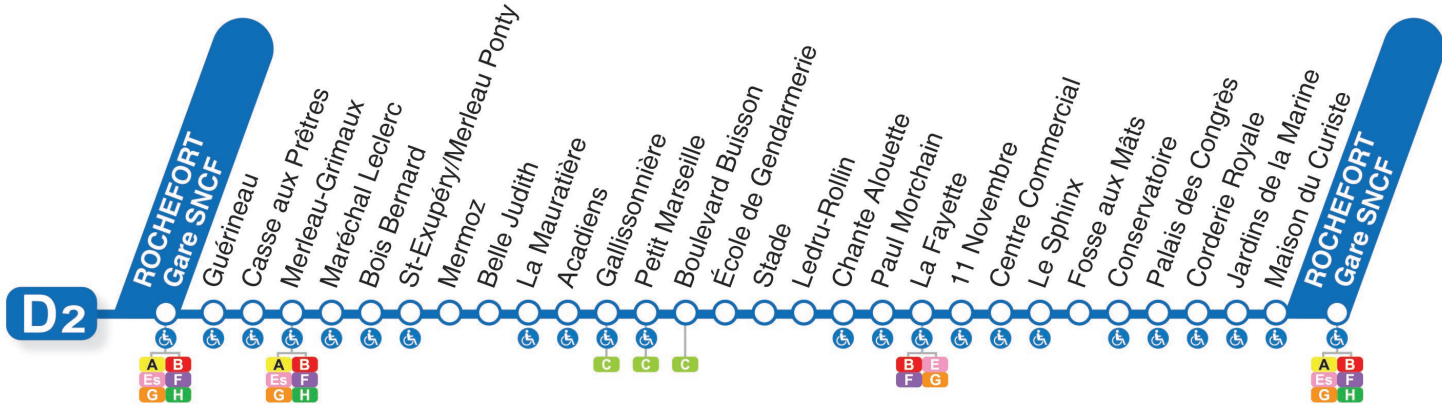 D2
ROCHEFORT
Gare SNCF
Guérineau
Casse aux Prêtres
Merleau-Grimaux
Maréchal Leclerc
Bois Bernard
St-Exupéry/Merleau Ponty
Mermoz
Belle Judith
La Mauratière
Acadiens
Gallissonnière
Petit Marseille
Boulevard Buisson
École de Gendarmerie
Stade
Ledru-Rollin
Chante Alouette
Paul Morchain
La Fayette
11 Novembre
Centre Commercial
Le Sphinx
Fosse aux Mâts
Conservatoire
Palais des Congrès
Corderie Royale
Jardins de la Marine
Maison du Curiste
ROCHEFORT
Gare SNCF
A B
Es F
G H
A B
Es F
G H
C
C
C
B E
F G
A B
Es F
G H